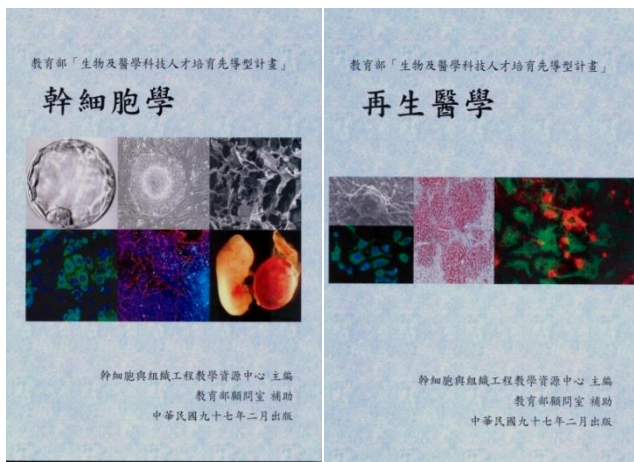 教育部「生物及醫學科技人才培育先導型計畫」
幹細胞學
幹細胞與組織工程教學資源中心 主編
教育部顧問室 補助
中華民國九十七年二月出版
教育部「生物及醫學科技人才培育先導型計畫」
再生醫學
幹細胞與組織工程教學資源中心 主編
教育部顧問室 補助
中華民國九十七年二月出版